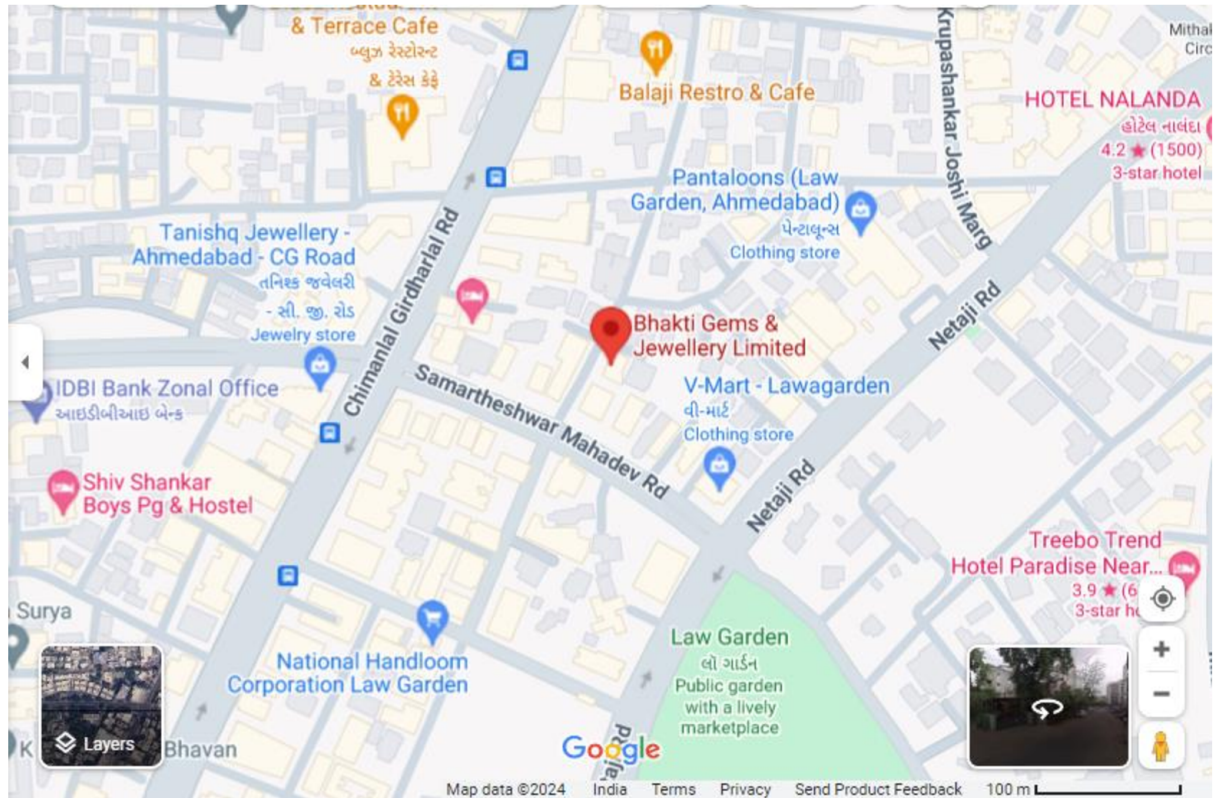 & Terrace Cafe
બ્લુઝ રેસ્ટોરન્ટ
& ટેરેસ કેફે
Balaji Restro & Cafe
Krupashankar Joshi Marg
HOTEL NALANDA
હોટેલ નાલંદા
4.2 ★ (1500)
3-star hotel
Pantaloons (Law
Garden, Ahmedabad)
પેન્ટાલૂન્સ
Clothing store
Tanishq Jewellery -
Ahmedabad - CG Road
તનિશ્ક જ્વેલરી
- સી. જી. રોડ
Jewelry store
Chimanlal Girdharlal Rd
Bhakti Gems &
Jewellery Limited
Netaji Rd
IDBI Bank Zonal Office
આઇડીબીઆઇ બેન્ક
Samartheshwar Mahadev Rd
V-Mart - Lawagarden
વી-માર્ટ
Clothing store
Shiv Shankar
Boys Pg & Hostel
Netaji Rd
Treebo Trend
Hotel Paradise Near...
3.9 ★ (6
3-star
Surya
National Handloom
Corporation Law Garden
Law Garden
લો ગાર્ડન
Public garden
with a lively
marketplace
Layers
Bhavan
Google
Rd
Map data ©2024 India Terms Privacy Send Product Feedback 100 m